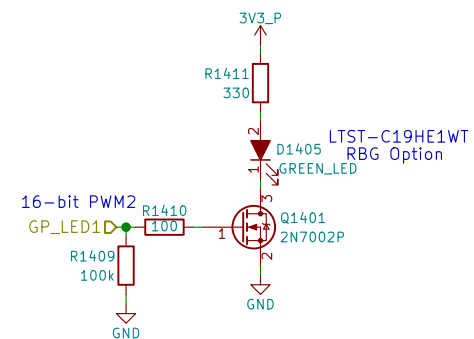 3V3_P
R1411
330
2
D1405
LTST-C19HE1WT
RBG Option
1
GREEN_LED
16-bit PWM2
R1410
3
Q1401
GP_LED1
100
1
2N7002P
R1409
100k
2
GND
GND